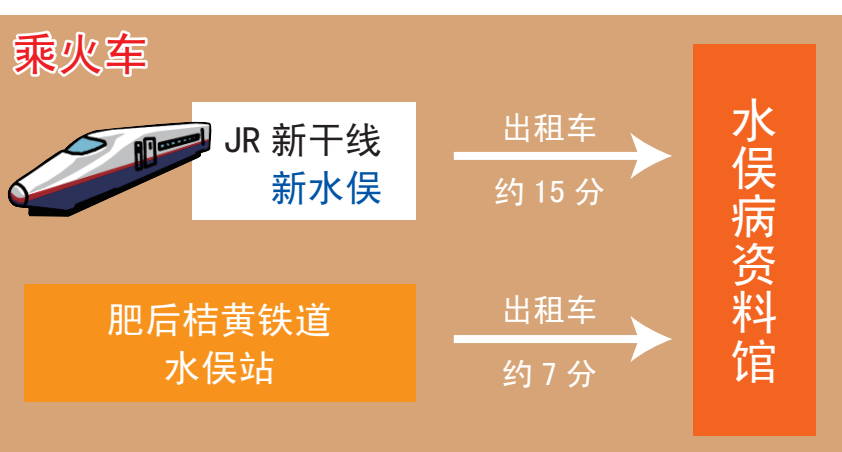 乘火车
JR 新干线
新水俣
出租车
约 15 分
肥后桔黄铁道
水俣站
出租车
约 7 分
水俣病资料馆